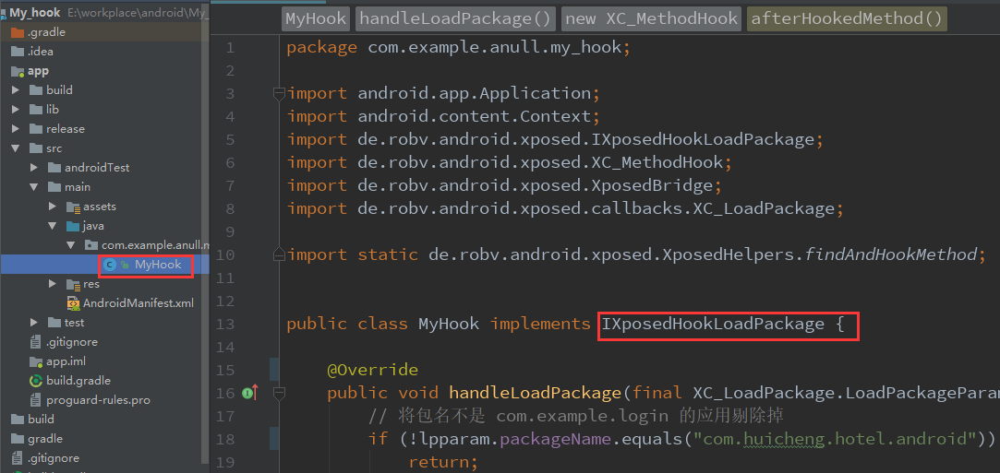 My_hook E:\workplace\android\My_
.gradle
.idea
app
build
lib
release
src
androidTest
main
assets
java
com.example.anull.m
MyHook
res
AndroidManifest.xml
test
.gitignore
app.iml
build.gradle
proguard-rules.pro
build
gradle
.gitignore
MyHook handleLoadPackage() new XC_MethodHook afterHookedMethod()
1 package com.example.anull.my_hook;
2
3 import android.app.Application;
4 import android.content.Context;
5 import de.robv.android.xposed.IXposedHookLoadPackage;
6 import de.robv.android.xposed.XC_MethodHook;
7 import de.robv.android.xposed.XposedBridge;
8 import de.robv.android.xposed.callbacks.XC_LoadPackage;
9
10 import static de.robv.android.xposed.XposedHelpers.findAndHookMethod;
11
12
13 public class MyHook implements IXposedHookLoadPackage {
14
15 @Override
16 public void handleLoadPackage(final XC_LoadPackage.LoadPackageParam
17 // 将包名不是 com.example.login 的应用剔除掉
18 if (!lpparam.packageName.equals("com.huicheng.hotel.android"))
19 return;